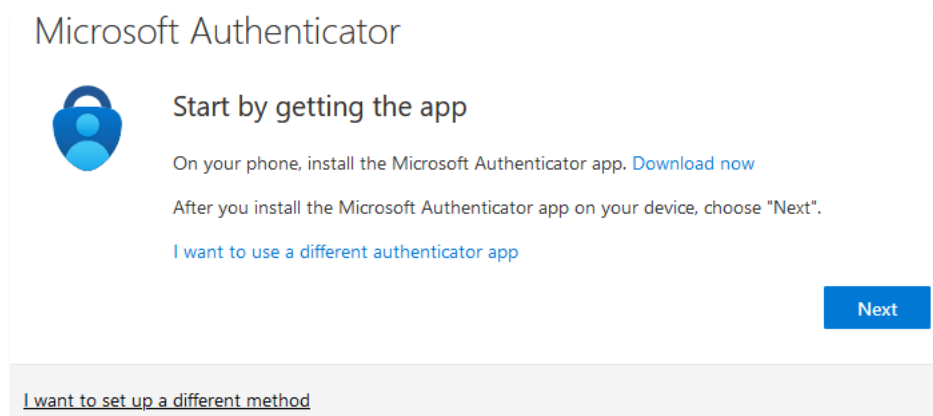 Microsoft Authenticator
Start by getting the app
On your phone, install the Microsoft Authenticator app. Download now
After you install the Microsoft Authenticator app on your device, choose "Next".
I want to use a different authenticator app
Next
I want to set up a different method